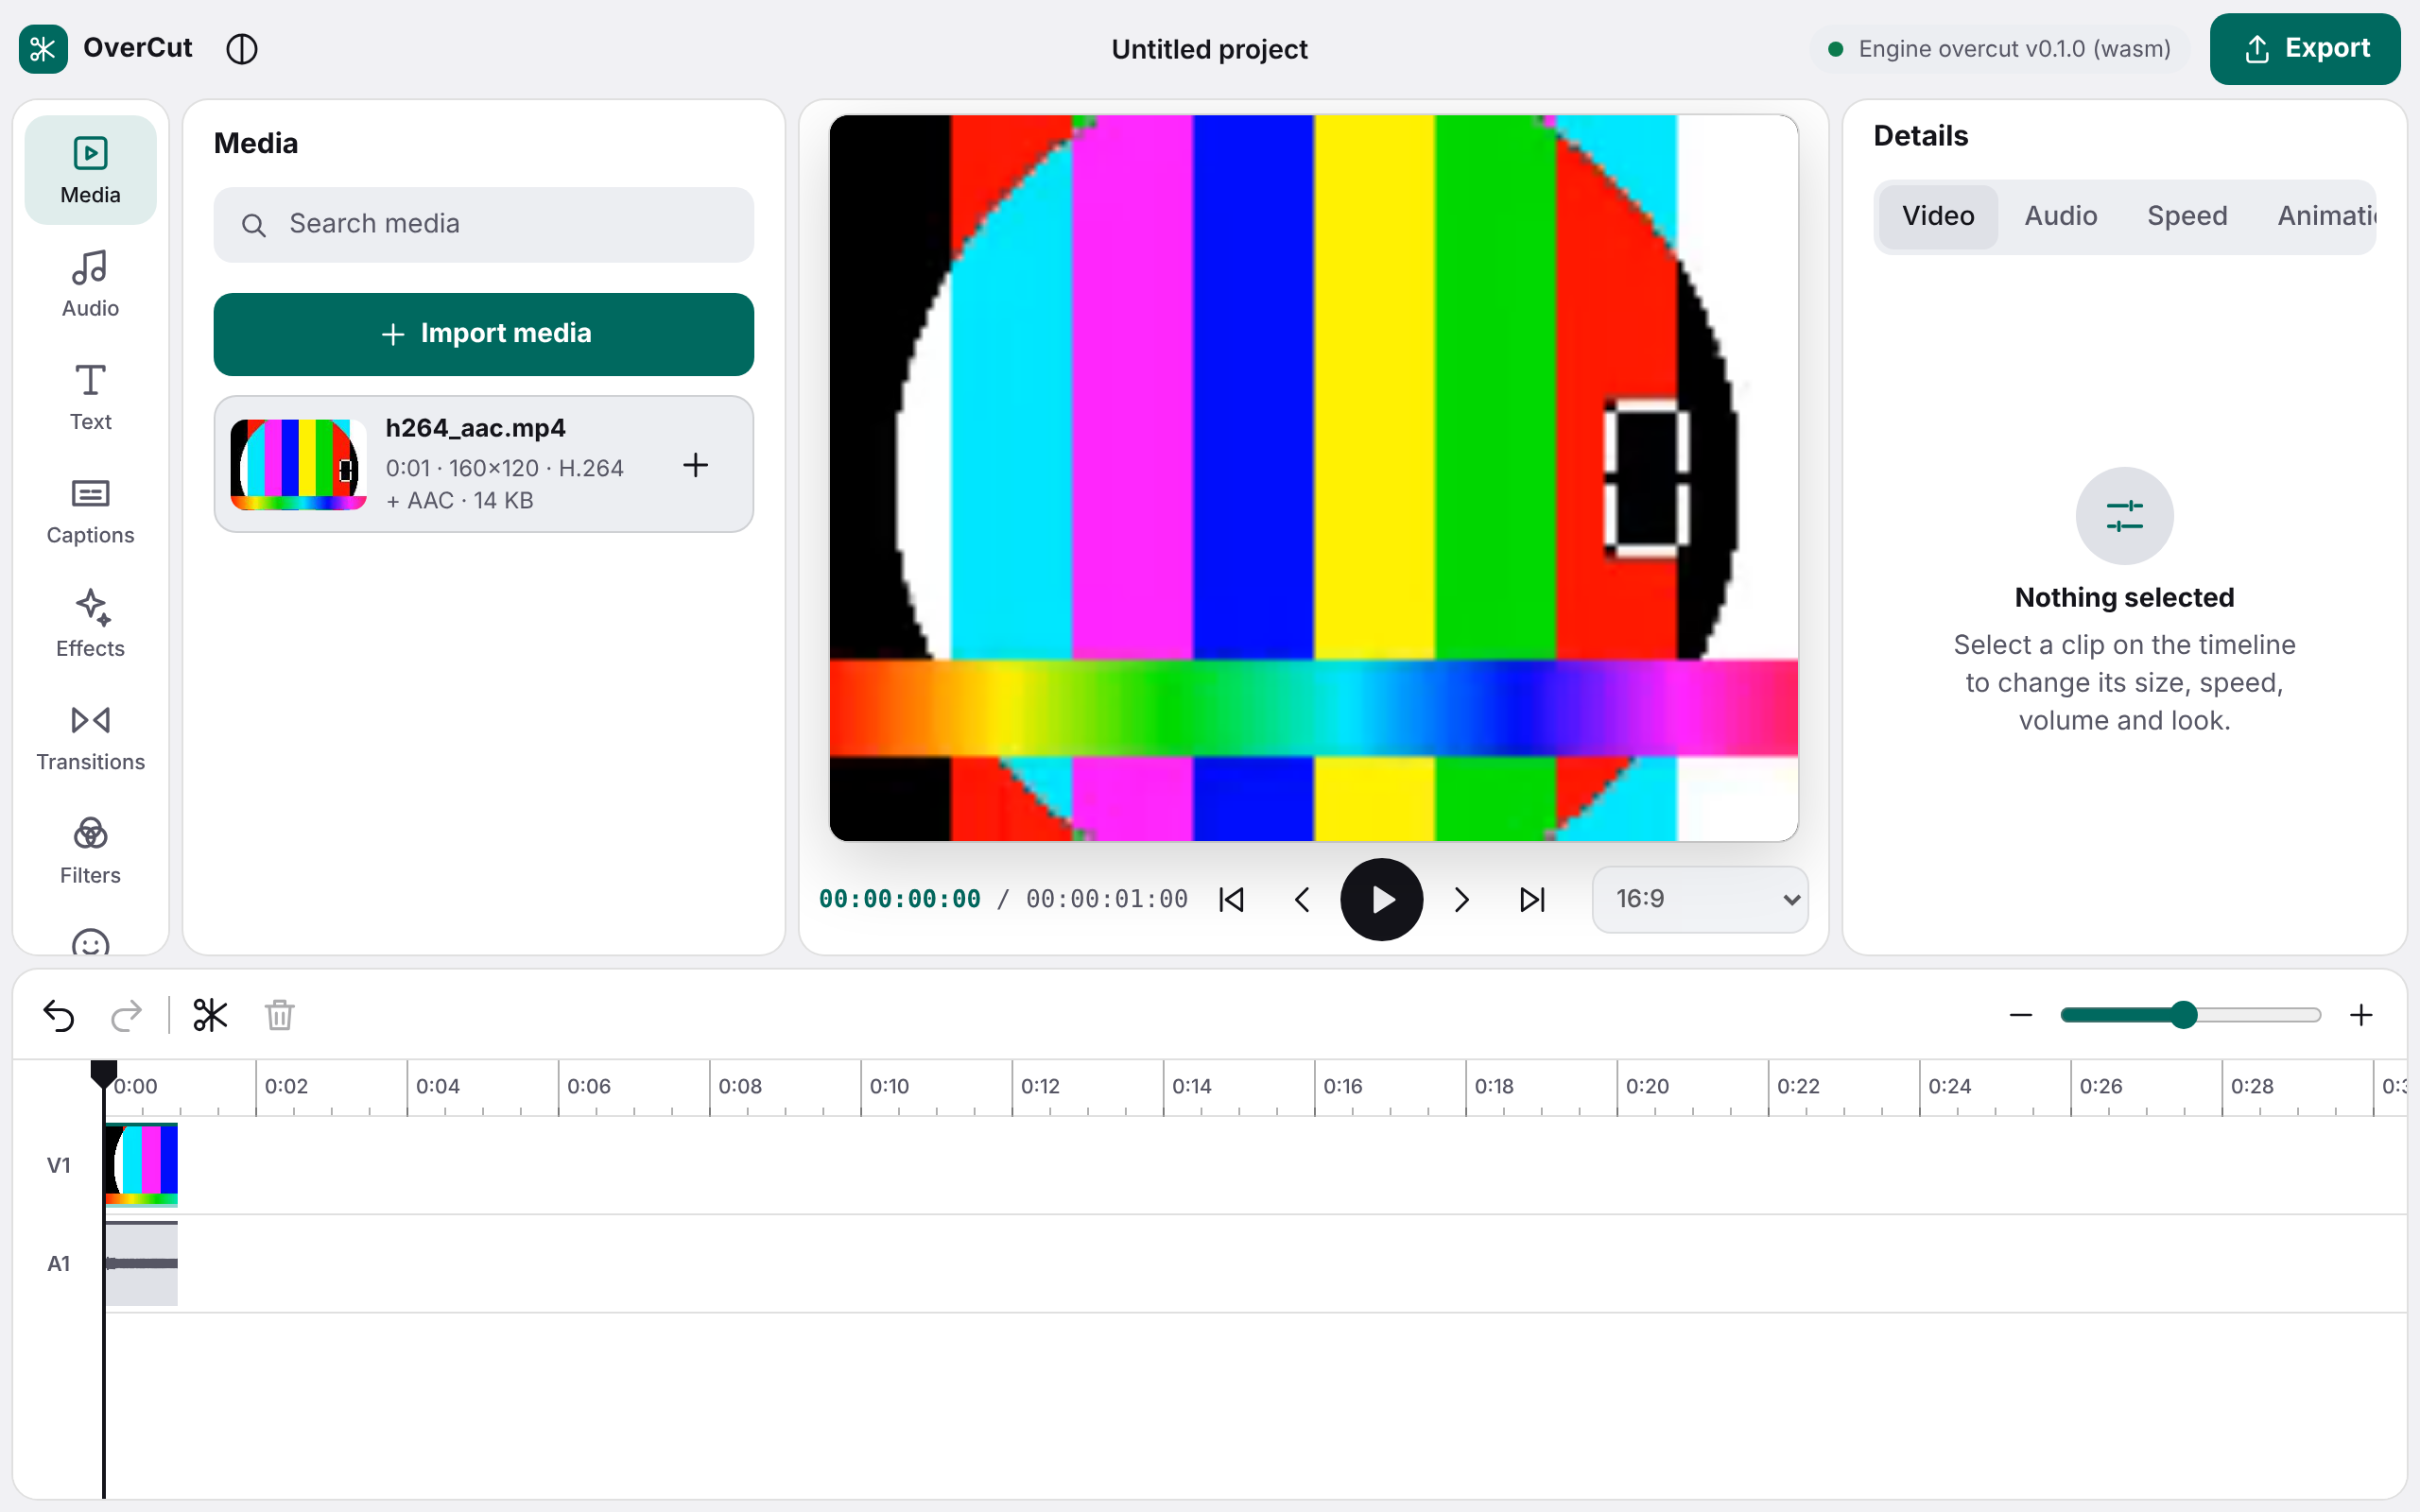 OverCut
Untitled project
Engine overcut v0.1.0 (wasm)
Export
Media
Audio
Text
Captions
Effects
Transitions
Filters
Media
Search media
Import media
h264_aac.mp4
0:01 · 160×120 · H.264
+ AAC · 14 KB
00:00:00:00 / 00:00:01:00
16:9
Details
Video Audio Speed Animati
Nothing selected
Select a clip on the timeline
to change its size, speed,
volume and look.
0:00 0:02 0:04 0:06 0:08 0:10 0:12 0:14 0:16 0:18 0:20 0:22 0:24 0:26 0:28
V1
A1